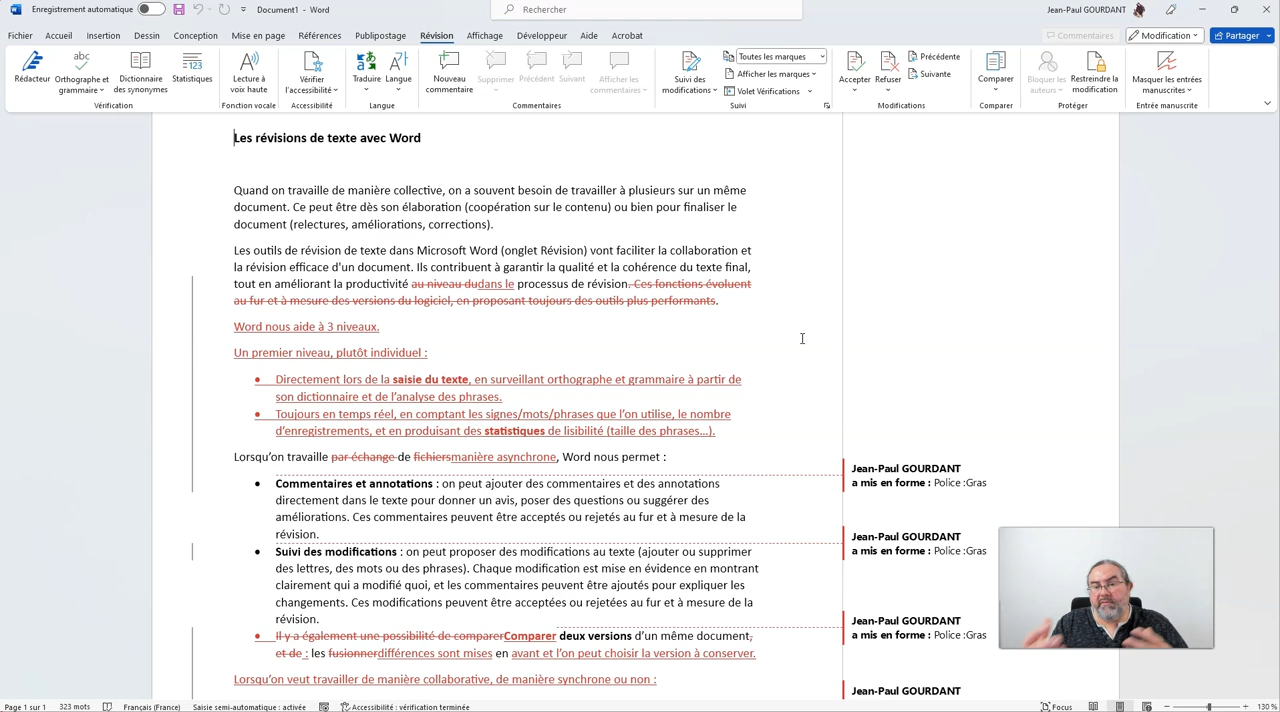 Enregistrement automatique
Document1 - Word
Rechercher
Jean-Paul GOURDANT
Fichier Accueil Insertion Dessin Conception Mise en page Références Publipostage Révision Affichage Développeur Aide Acrobat
Commentaires Modification Partager
Rédacteur Orthographe et grammaire Dictionnaire des synonymes Statistiques
Vérification
Lecture à voix haute
Fonction vocale
Vérifier l'accessibilité
Accessibilité
Traduire Langue
Langue
Nouveau commentaire Supprimer Précédent Suivant Afficher les commentaires
Commentaires
Suivi des modifications
Toutes les marques
Afficher les marques
Volet Vérifications
Suivi
Accepter Refuser
Précédente
Suivante
Modifications
Comparer
Comparer
Bloquer les auteurs Restreindre la modification
Protéger
Masquer les entrées manuscrites
Entrée manuscrite
Les révisions de texte avec Word
Quand on travaille de manière collective, on a souvent besoin de travailler à plusieurs sur un même
document. Ce peut être dès son élaboration (coopération sur le contenu) ou bien pour finaliser le
document (relectures, améliorations, corrections).
Les outils de révision de texte dans Microsoft Word (onglet Révision) vont faciliter la collaboration et
la révision efficace d'un document. Ils contribuent à garantir la qualité et la cohérence du texte final,
tout en améliorant la productivité au niveau dudans le processus de révision. Ces fonctions évoluent
au fur et à mesure des versions du logiciel, en proposant toujours des outils plus performants.
Word nous aide à 3 niveaux.
Un premier niveau, plutôt individuel :
• Directement lors de la saisie du texte, en surveillant orthographe et grammaire à partir de
son dictionnaire et de l'analyse des phrases.
• Toujours en temps réel, en comptant les signes/mots/phrases que l'on utilise, le nombre
d'enregistrements, et en produisant des statistiques de lisibilité (taille des phrases…).
Lorsqu'on travaille par échange de fichiersmanière asynchrone, Word nous permet :
• Commentaires et annotations : on peut ajouter des commentaires et des annotations
directement dans le texte pour donner un avis, poser des questions ou suggérer des
améliorations. Ces commentaires peuvent être acceptés ou rejetés au fur et à mesure de la
révision.
• Suivi des modifications : on peut proposer des modifications au texte (ajouter ou supprimer
des lettres, des mots ou des phrases). Chaque modification est mise en évidence en montrant
clairement qui a modifié quoi, et les commentaires peuvent être ajoutés pour expliquer les
changements. Ces modifications peuvent être acceptées ou rejetées au fur et à mesure de la
révision.
• Il y a également une possibilité de comparerComparer deux versions d'un même document,
et de : les fusionnerdifférences sont mises en avant et l'on peut choisir la version à conserver.
Lorsqu'on veut travailler de manière collaborative, de manière synchrone ou non :
Jean-Paul GOURDANT
a mis en forme : Police :Gras
Jean-Paul GOURDANT
a mis en forme : Police :Gras
Jean-Paul GOURDANT
a mis en forme : Police :Gras
Jean-Paul GOURDANT
Page 1 sur 1 323 mots Français (France) Saisie semi-automatique : activée Accessibilité : vérification terminée Focus 130 %